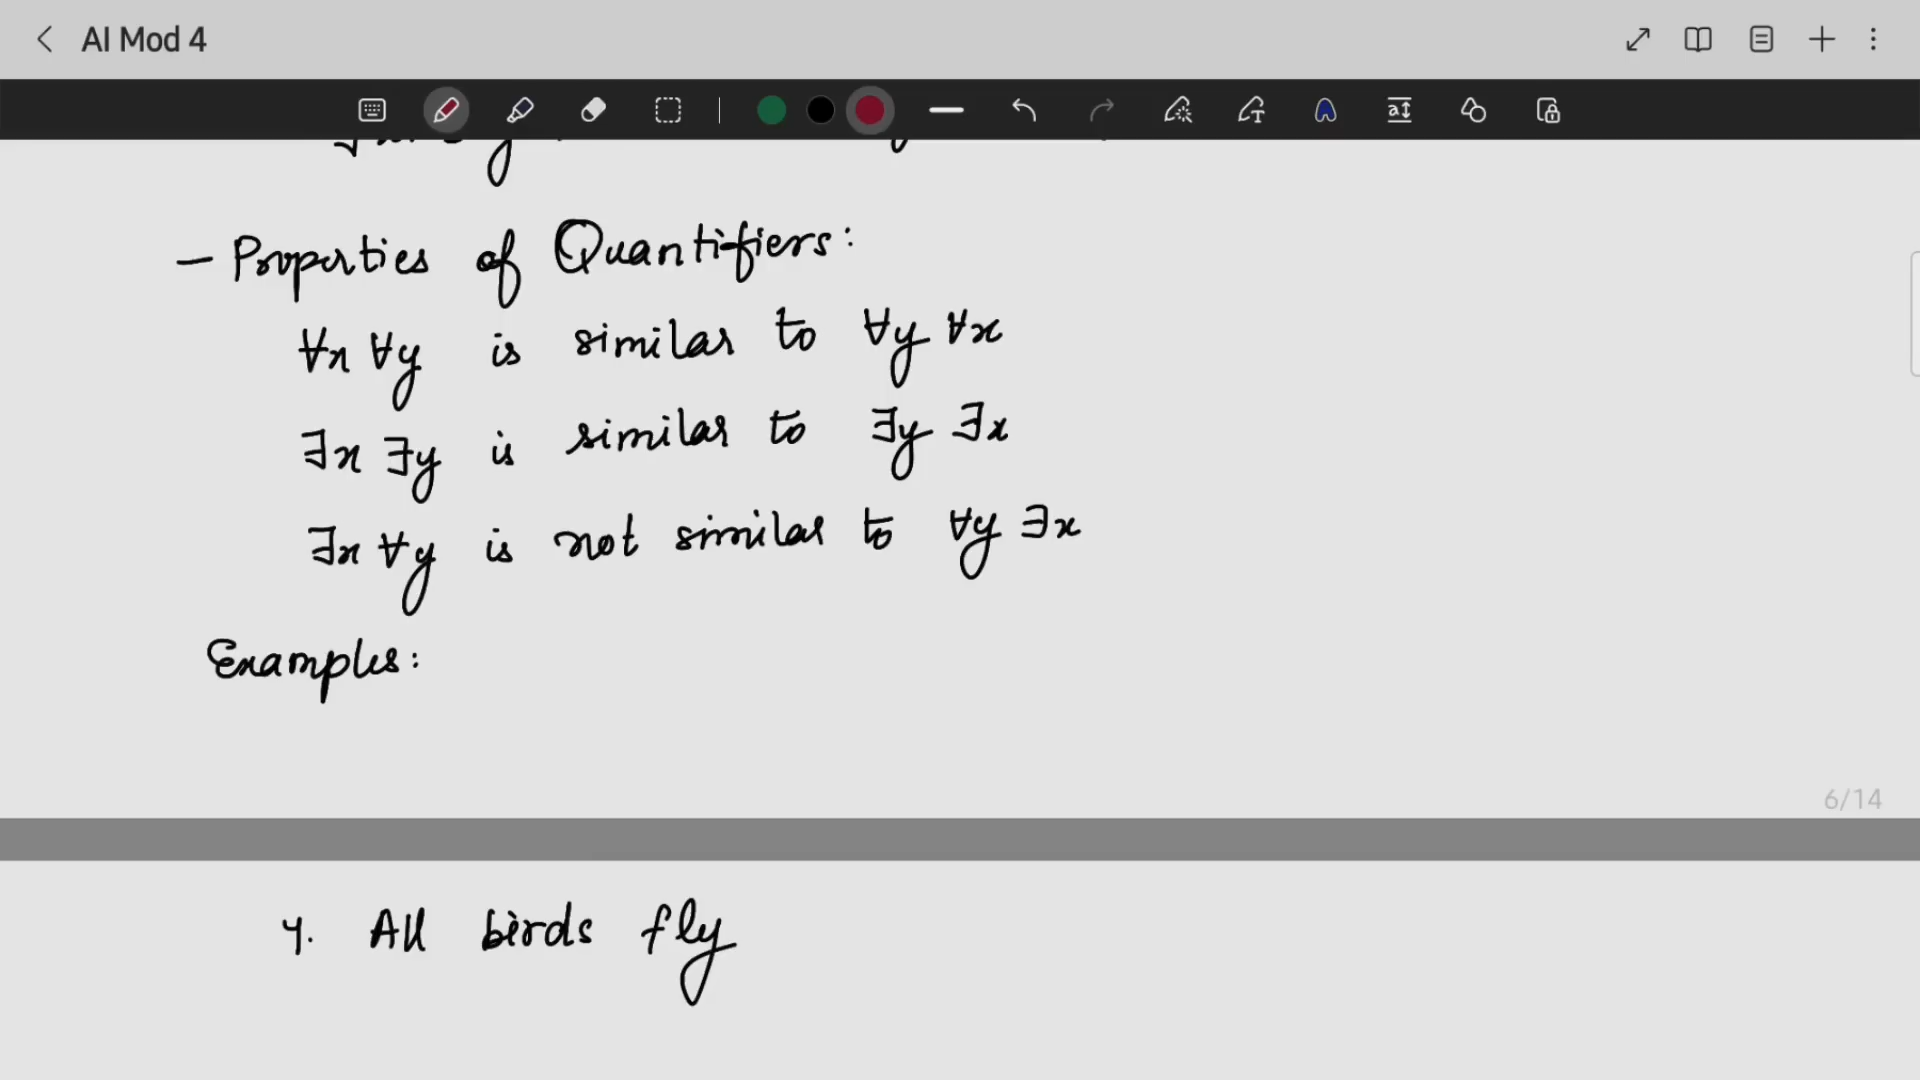 AI Mod 4
- Properties of Quantifiers:
∀x ∀y is similar to ∀y ∀x
∃x ∃y is similar to ∃y ∃x
∃x ∀y is not similar to ∀y ∃x
Examples:
6/14
4. All birds fly